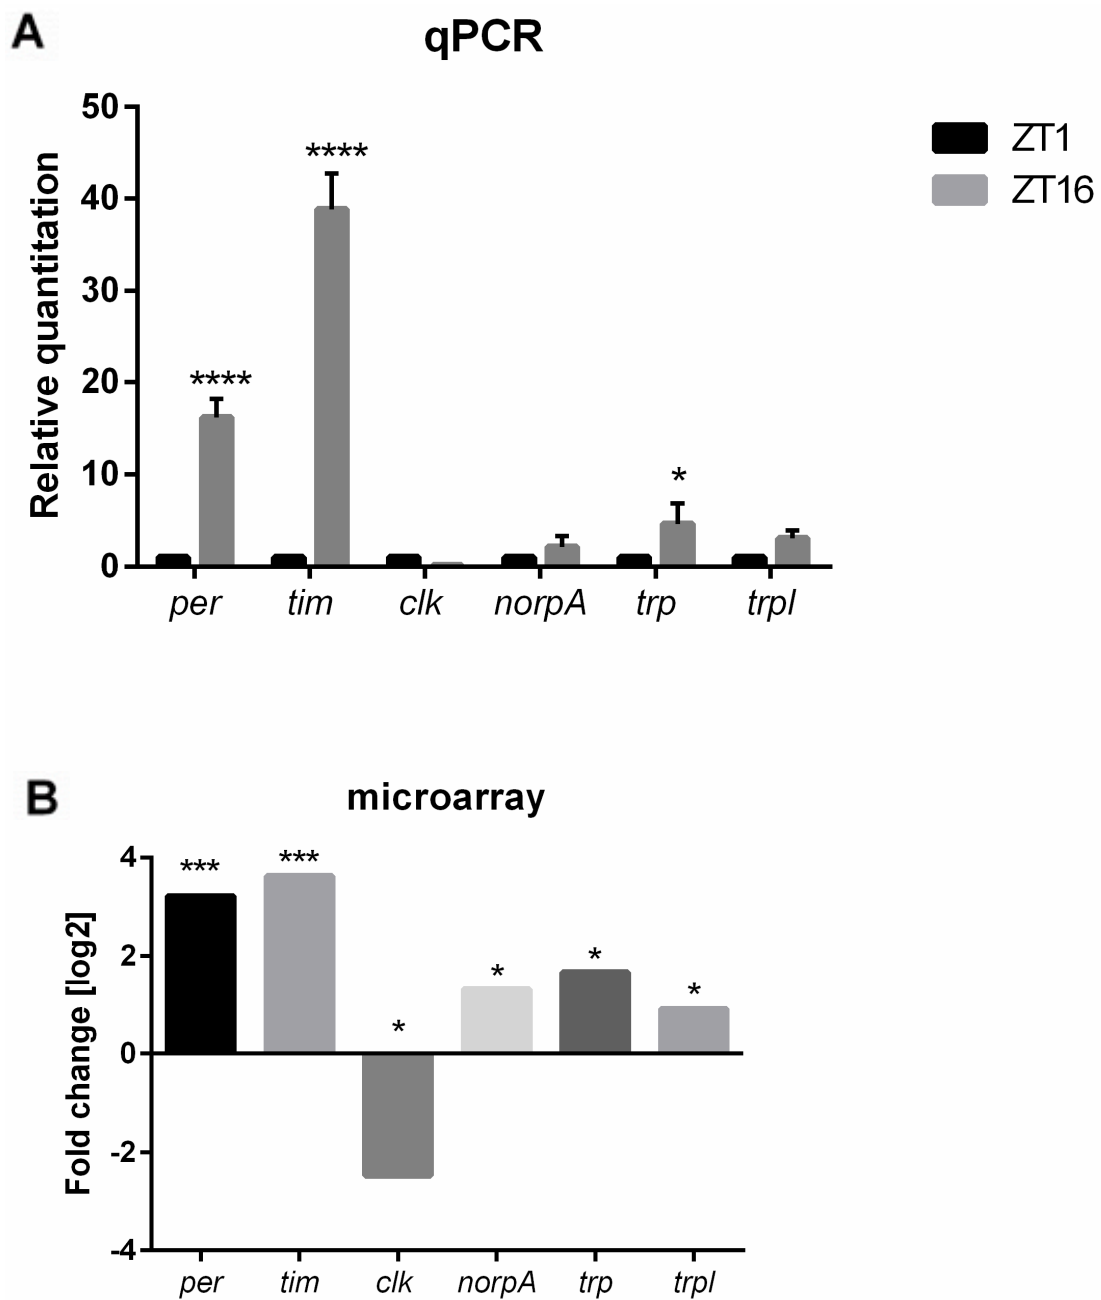 A
qPCR
50
40
30
20
10
0
Relative quantitation
****
****
*
ZT1
ZT16
per tim clk norpA trp trpl
B
microarray
4
2
0
-2
-4
Fold change [log2]
***
***
*
*
*
*
per tim clk norpA trp trpl